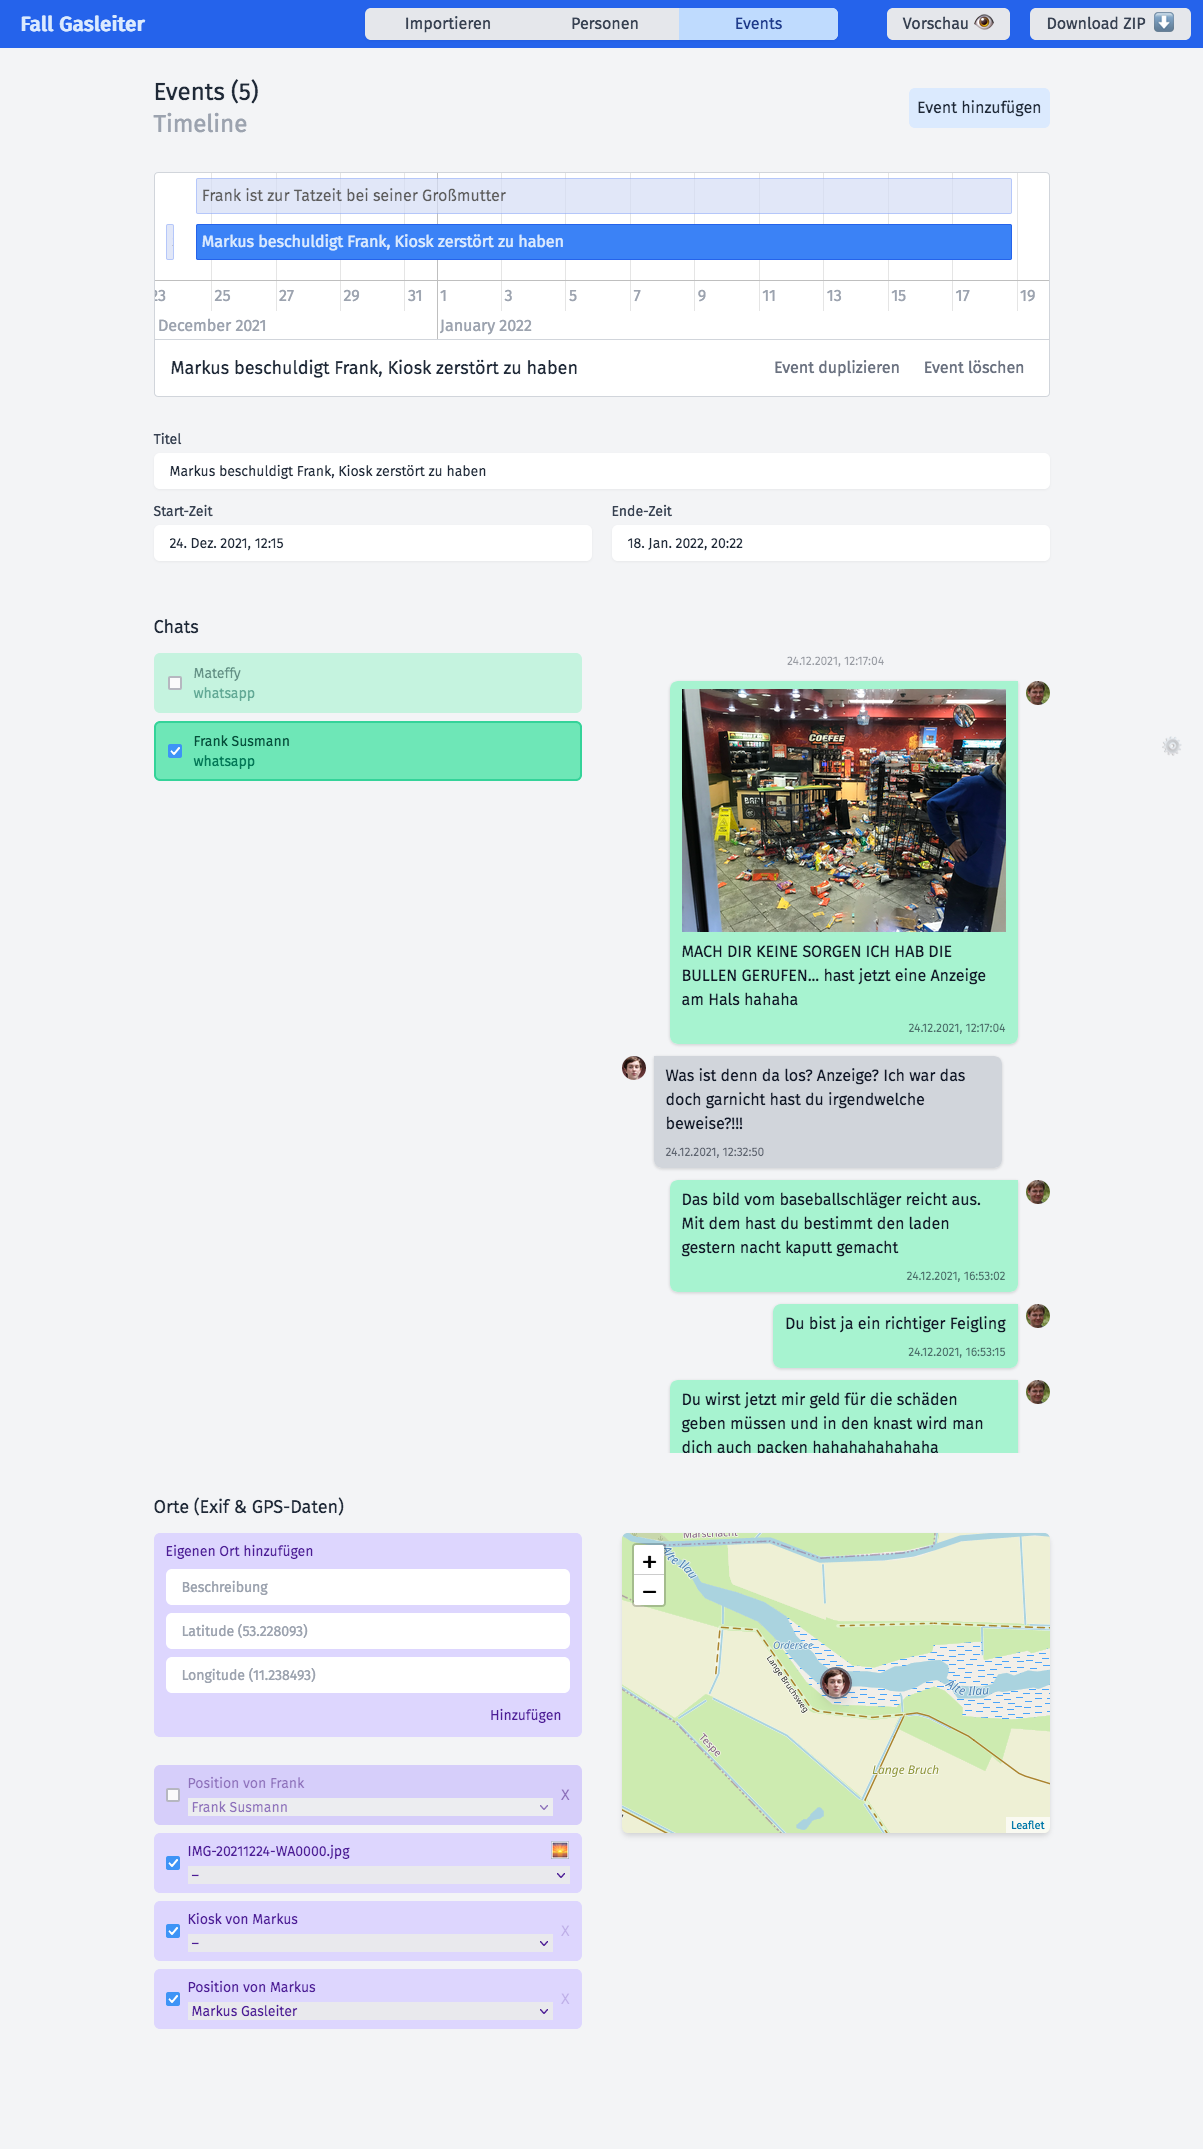 Fall Gasleiter
Importieren
Personen
Events
Vorschau 👁️
Download ZIP ⬇️
Events (5)
Timeline
Event hinzufügen
Frank ist zur Tatzeit bei seiner Großmutter
Markus beschuldigt Frank, Kiosk zerstört zu haben
23 25 27 29 31 1 3 5 7 9 11 13 15 17 19
December 2021
January 2022
Markus beschuldigt Frank, Kiosk zerstört zu haben
Event duplizieren
Event löschen
Titel
Markus beschuldigt Frank, Kiosk zerstört zu haben
Start-Zeit
Ende-Zeit
24. Dez. 2021, 12:15
18. Jan. 2022, 20:22
Chats
Mateffy
whatsapp
Frank Susmann
whatsapp
24.12.2021, 12:17:04
COFFEE
MACH DIR KEINE SORGEN ICH HAB DIE
BULLEN GERUFEN... hast jetzt eine Anzeige
am Hals hahaha
24.12.2021, 12:17:04
Was ist denn da los? Anzeige? Ich war das
doch garnicht hast du irgendwelche
beweise?!!!
24.12.2021, 12:32:50
Das bild vom baseballschläger reicht aus.
Mit dem hast du bestimmt den laden
gestern nacht kaputt gemacht
24.12.2021, 16:53:02
Du bist ja ein richtiger Feigling
24.12.2021, 16:53:15
Du wirst jetzt mir geld für die schäden
geben müssen und in den knast wird man
dich auch packen hahahahahahaha
Orte (Exif & GPS-Daten)
Eigenen Ort hinzufügen
Beschreibung
Latitude (53.228093)
Longitude (11.238493)
Hinzufügen
Position von Frank
Frank Susmann
X
IMG-20211224-WA0000.jpg
–
Kiosk von Markus
–
X
Position von Markus
Markus Gasleiter
X
+
−
Marschacht
Alte Ilau
Ordersee
Lange Bruchsweg
Alte Ilau
Tespe
Lange Bruch
Leaflet